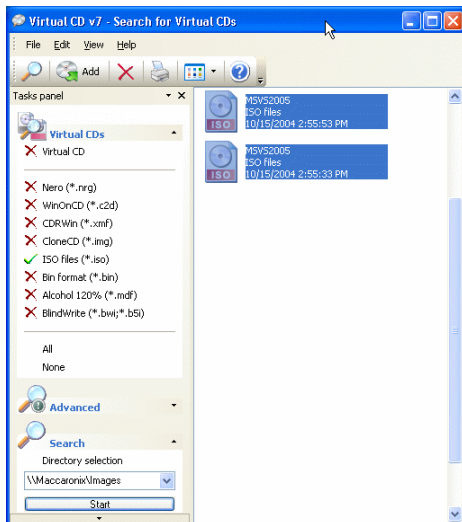 Virtual CD v7 - Search for Virtual CDs
File Edit View Help
Add
Tasks panel
Virtual CDs
Virtual CD
Nero (*.nrg)
WinOnCD (*.c2d)
CDRWin (*.xmf)
CloneCD (*.img)
ISO files (*.iso)
Bin format (*.bin)
Alcohol 120% (*.mdf)
BlindWrite (*.bwi;*.b5i)
All
None
Advanced
Search
Directory selection
\\Maccaronix\Images
Start
ISO
MSVS2005
ISO files
10/15/2004 2:55:53 PM
ISO
MSVS2005
ISO files
10/15/2004 2:55:33 PM